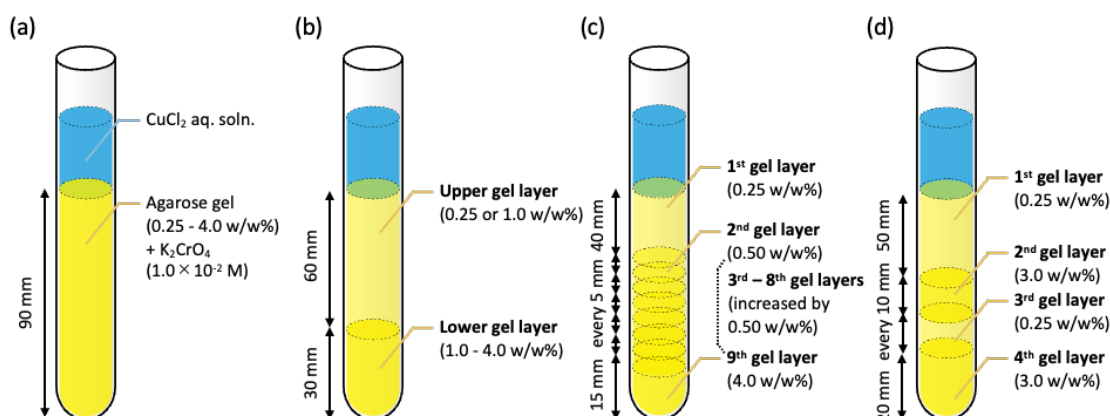 (a)
CuCl2 aq. soln.
Agarose gel
(0.25 - 4.0 w/w%)
+ K2CrO4
(1.0 × 10-2 M)
90 mm
(b)
Upper gel layer
(0.25 or 1.0 w/w%)
60 mm
Lower gel layer
(1.0 - 4.0 w/w%)
30 mm
(c)
1st gel layer
(0.25 w/w%)
40 mm
2nd gel layer
(0.50 w/w%)
every 5 mm
3rd – 8th gel layers
(increased by
0.50 w/w%)
9th gel layer
(4.0 w/w%)
15 mm
(d)
1st gel layer
(0.25 w/w%)
50 mm
2nd gel layer
(3.0 w/w%)
every 10 mm
3rd gel layer
(0.25 w/w%)
4th gel layer
(3.0 w/w%)